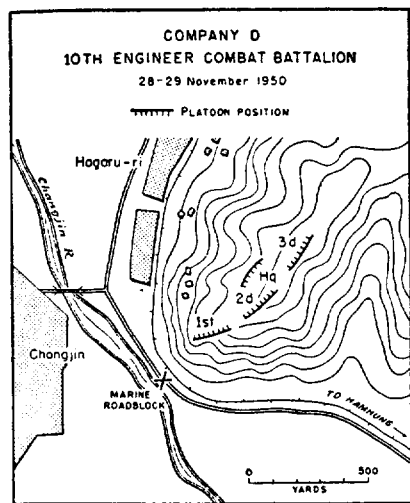 COMPANY D
10TH ENGINEER COMBAT BATTALION
28-29 November 1950
PLATOON POSITION
Hagaru-ri
Changjin R.
3d
Hq
2d
1st
Changjin
MARINE
ROADBLOCK
TO HAMHUNG
0 500
YARDS